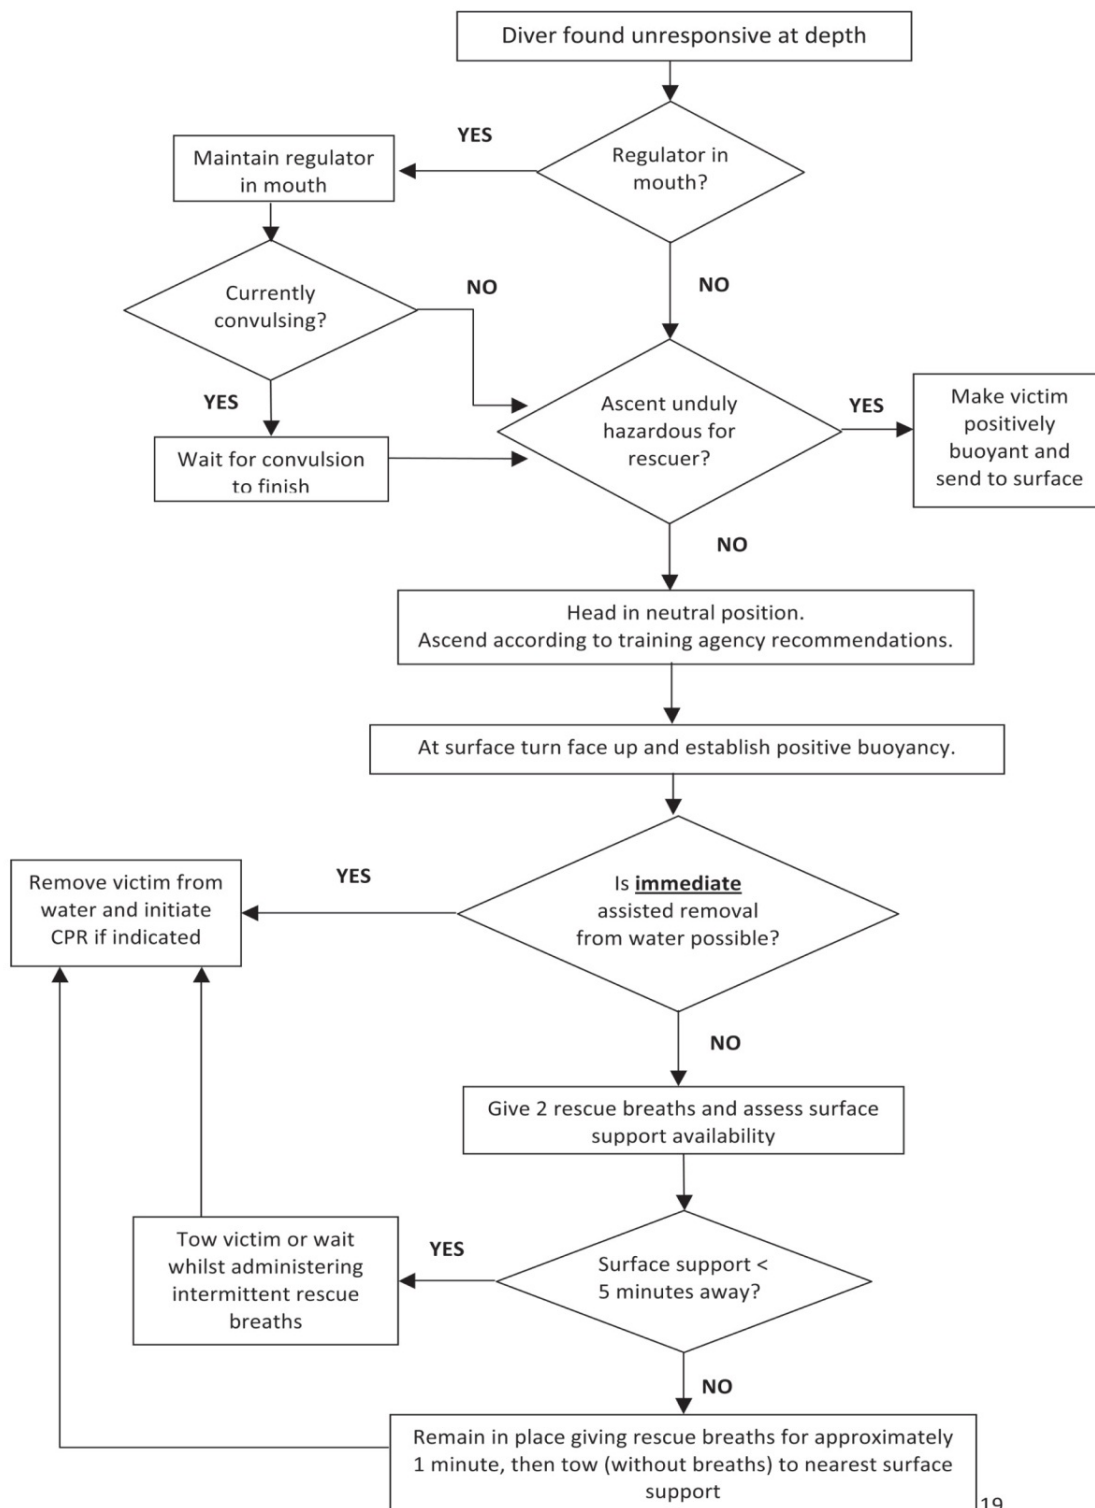 Diver found unresponsive at depth
YES
Regulator in
mouth?
Maintain regulator
in mouth
NO
Currently
convulsing?
NO
YES
Wait for convulsion
to finish
Ascent unduly
hazardous for
rescuer?
YES
Make victim
positively
buoyant and
send to surface
NO
Head in neutral position.
Ascend according to training agency recommendations.
At surface turn face up and establish positive buoyancy.
Is immediate
assisted removal
from water possible?
YES
Remove victim from
water and initiate
CPR if indicated
NO
Give 2 rescue breaths and assess surface
support availability
Surface support <
5 minutes away?
YES
Tow victim or wait
whilst administering
intermittent rescue
breaths
NO
Remain in place giving rescue breaths for approximately
1 minute, then tow (without breaths) to nearest surface
support
19